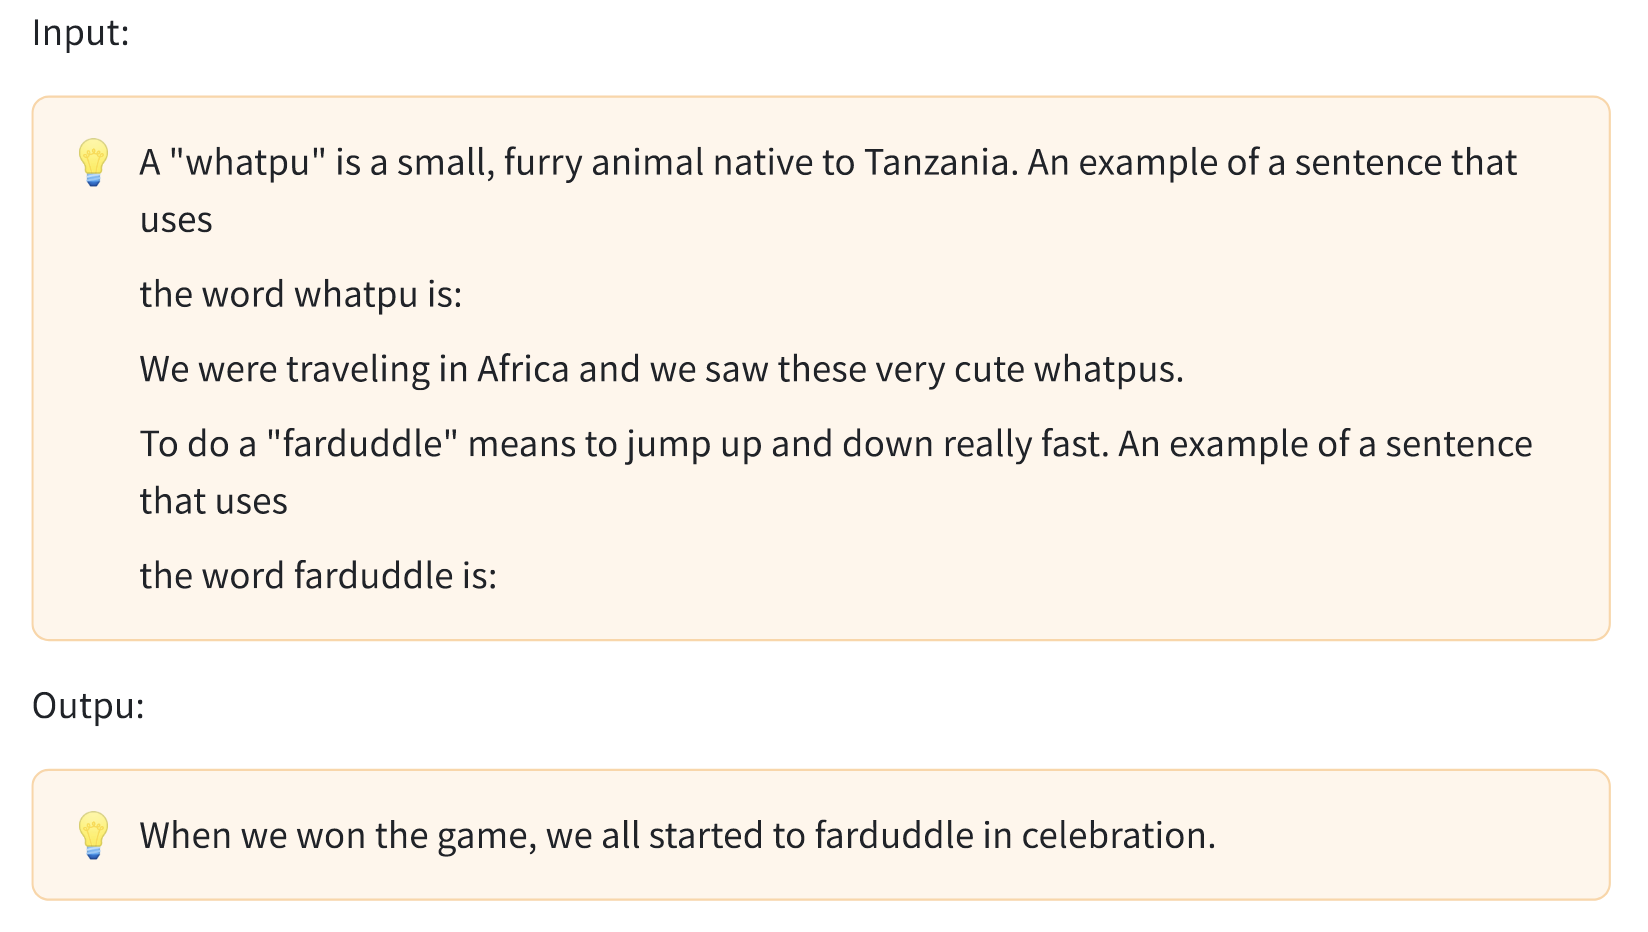 Input:
A "whatpu" is a small, furry animal native to Tanzania. An example of a sentence that
uses
the word whatpu is:
We were traveling in Africa and we saw these very cute whatpus.
To do a "farduddle" means to jump up and down really fast. An example of a sentence
that uses
the word farduddle is:
Outpu:
When we won the game, we all started to farduddle in celebration.